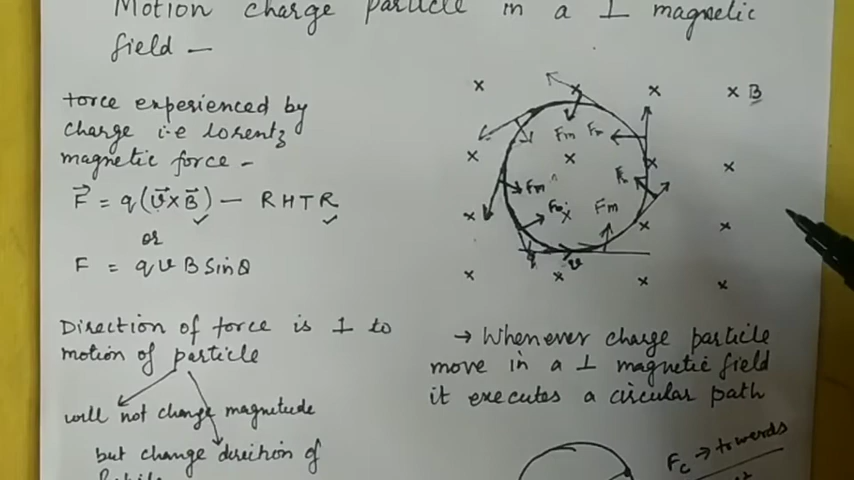 Motion charge particle in a ⊥ magnetic
field —
Force experienced by
charge i.e lorentz
magnetic force -
F⃗ = q(v⃗ x B⃗) — RHTR
or
F = qvB Sinθ
Direction of force is ⊥ to
motion of particle
will not change magnitude
but change direction of
x x x x B
Fm Fm
x x x x
Fm Fm
x x Fm x x
q v
x x x x
→ Whenever charge particle
move in a ⊥ magnetic field
it executes a circular path
Fc → towards